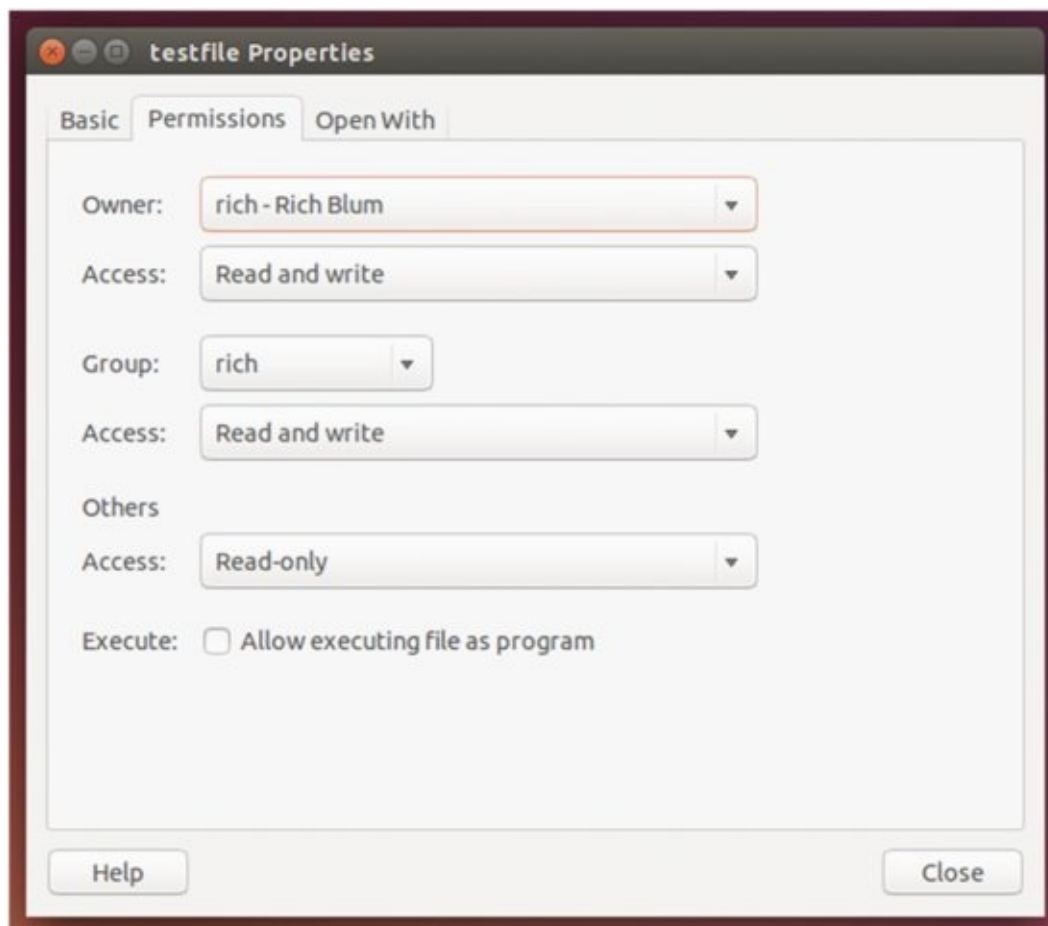 testfile Properties
Basic Permissions Open With
Owner: rich - Rich Blum
Access: Read and write
Group: rich
Access: Read and write
Others
Access: Read-only
Execute: Allow executing file as program
Help Close